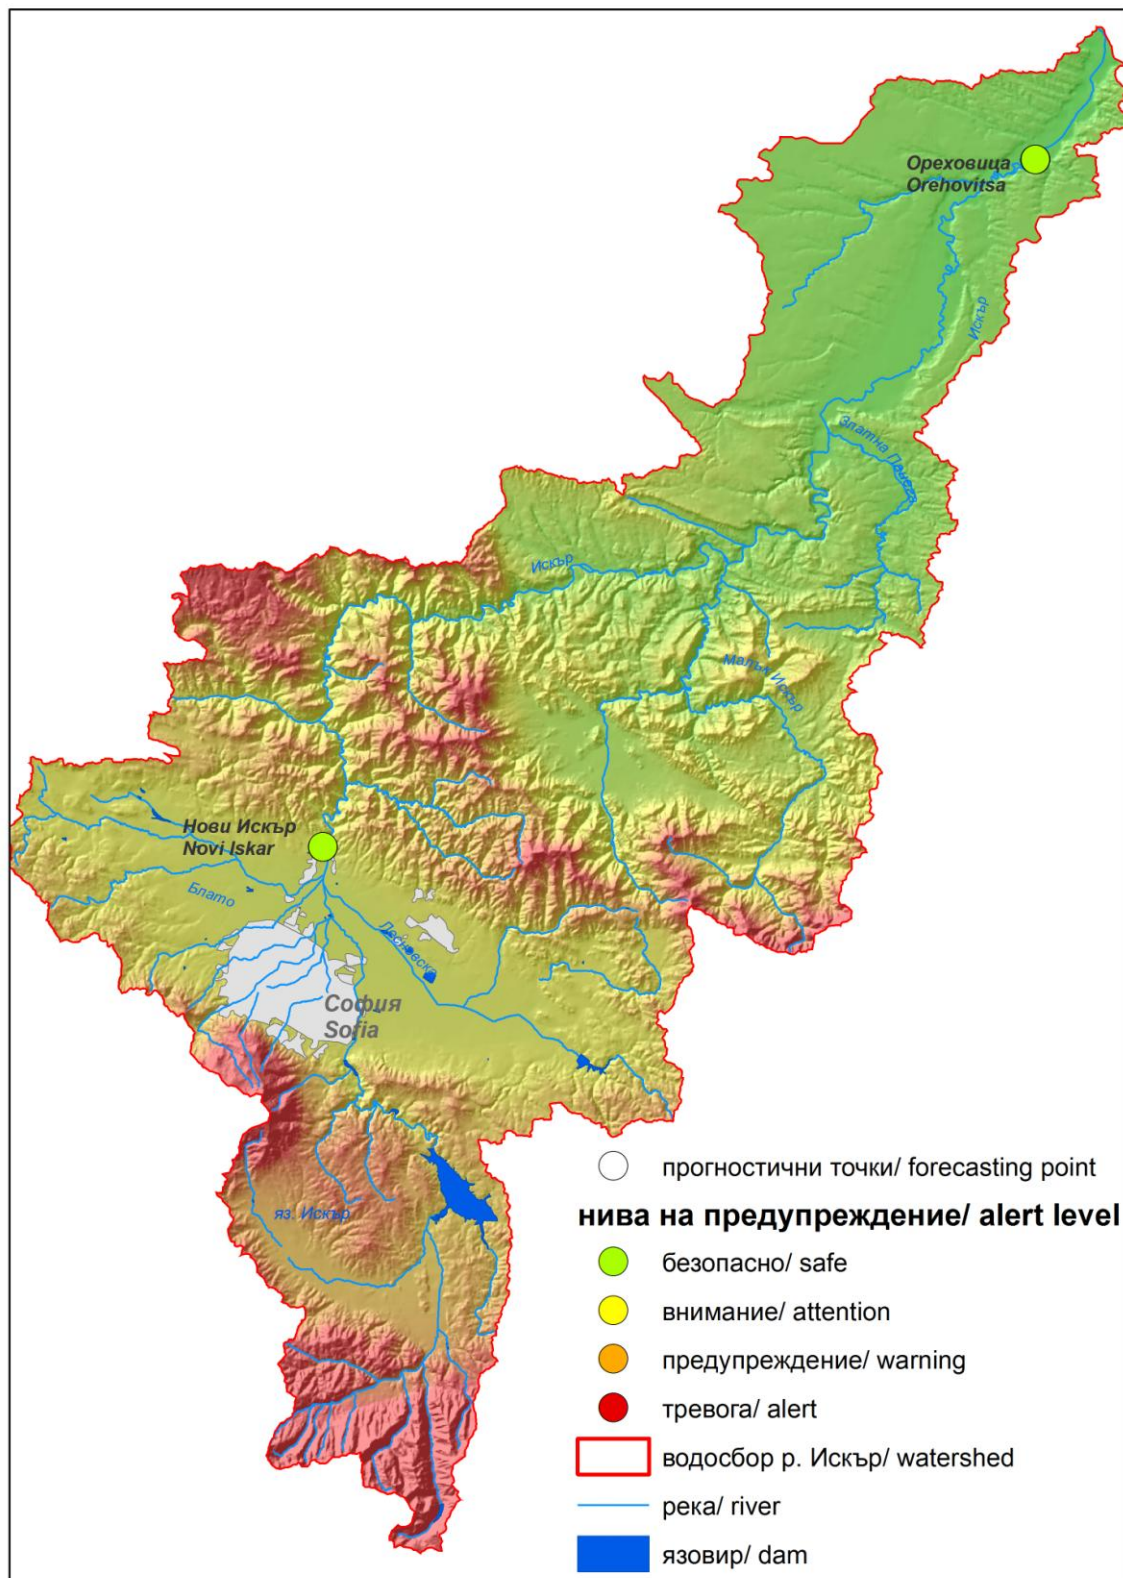 Ореховица
Orehovitsa
Искър
Златна Панега
Искър
Малък Искър
Нови Искър
Novi Iskar
Блато
Лесновска
София
Sofia
яз. Искър
прогностични точки/ forecasting point
нива на предупреждение/ alert level
безопасно/ safe
внимание/ attention
предупреждение/ warning
тревога/ alert
водосбор р. Искър/ watershed
река/ river
язовир/ dam